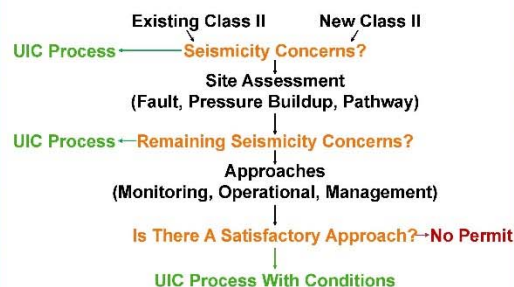 Existing Class II New Class II
UIC Process Seismicity Concerns?
Site Assessment
(Fault, Pressure Buildup, Pathway)
UIC Process Remaining Seismicity Concerns?
Approaches
(Monitoring, Operational, Management)
Is There A Satisfactory Approach? No Permit
UIC Process With Conditions